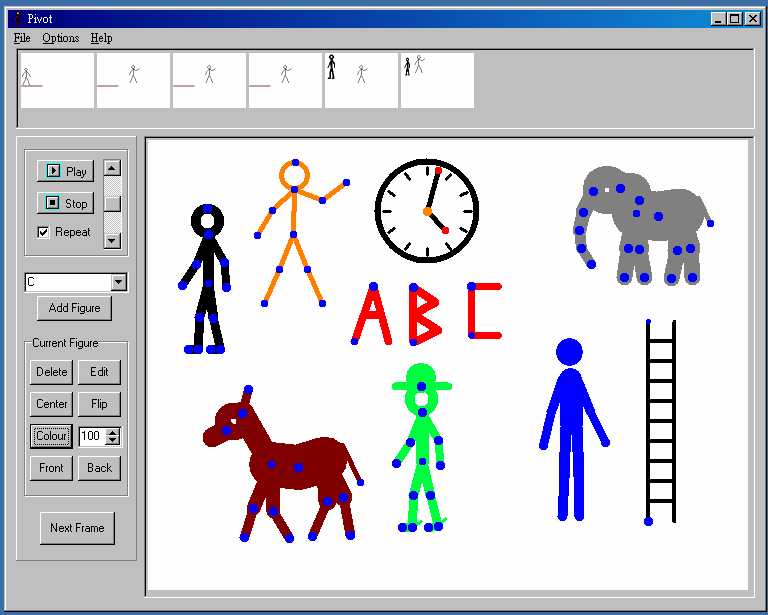 Pivot
File Options Help
Play
Stop
Repeat
C
Add Figure
Current Figure
Delete Edit
Center Flip
Colour 100
Front Back
Next Frame
A B C